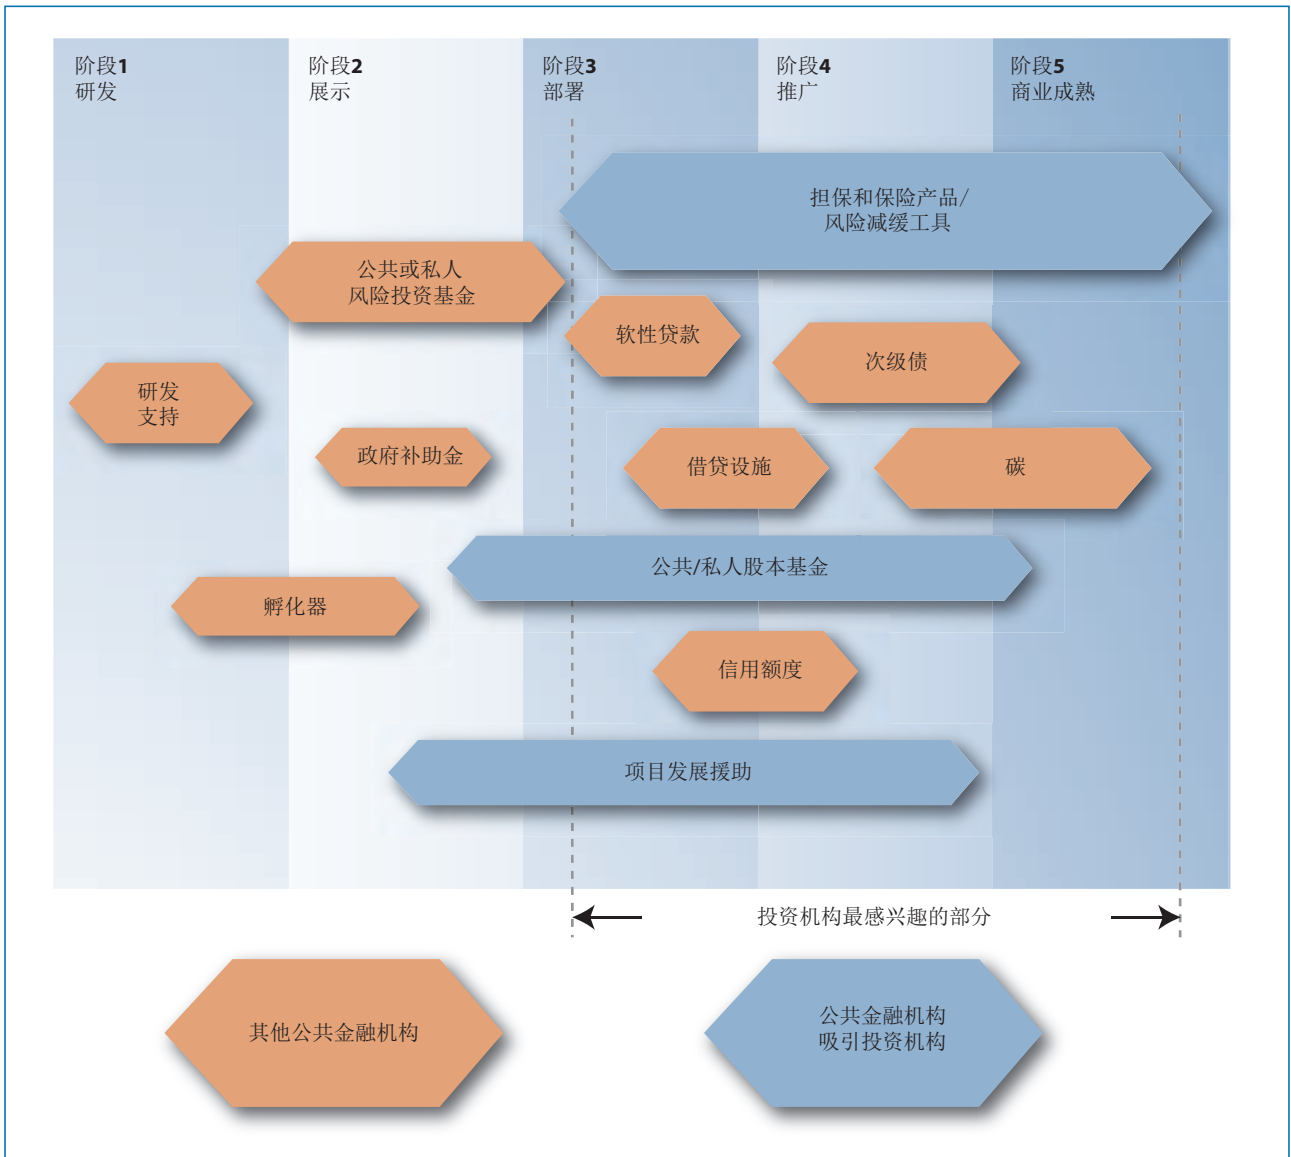 阶段1
研发
阶段2
展示
阶段3
部署
阶段4
推广
阶段5
商业成熟
担保和保险产品/
风险减缓工具
公共或私人
风险投资基金
软性贷款
次级债
研发
支持
政府补助金
借贷设施
碳
公共/私人股本基金
孵化器
信用额度
项目发展援助
投资机构最感兴趣的部分
其他公共金融机构
公共金融机构
吸引投资机构